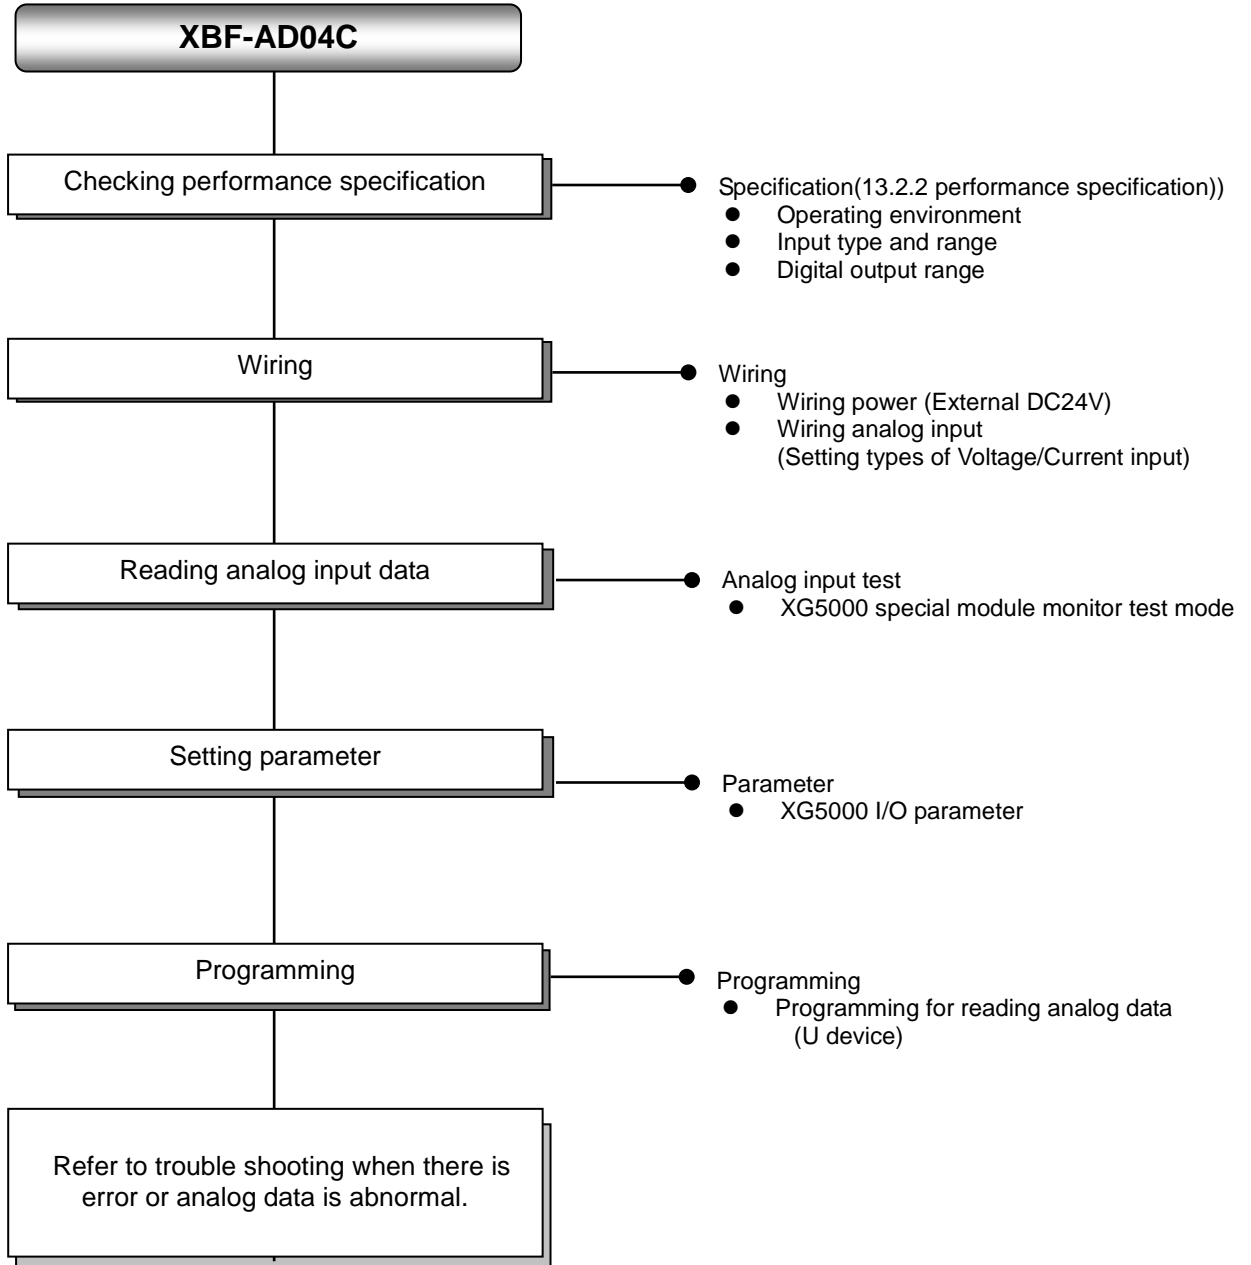 XBF-AD04C
Checking performance specification
Specification(13.2.2 performance specification))
● Operating environment
● Input type and range
● Digital output range
Wiring
Wiring
● Wiring power (External DC24V)
● Wiring analog input
(Setting types of Voltage/Current input)
Reading analog input data
Analog input test
● XG5000 special module monitor test mode
Setting parameter
Parameter
● XG5000 I/O parameter
Programming
Programming
● Programming for reading analog data
(U device)
Refer to trouble shooting when there is
error or analog data is abnormal.